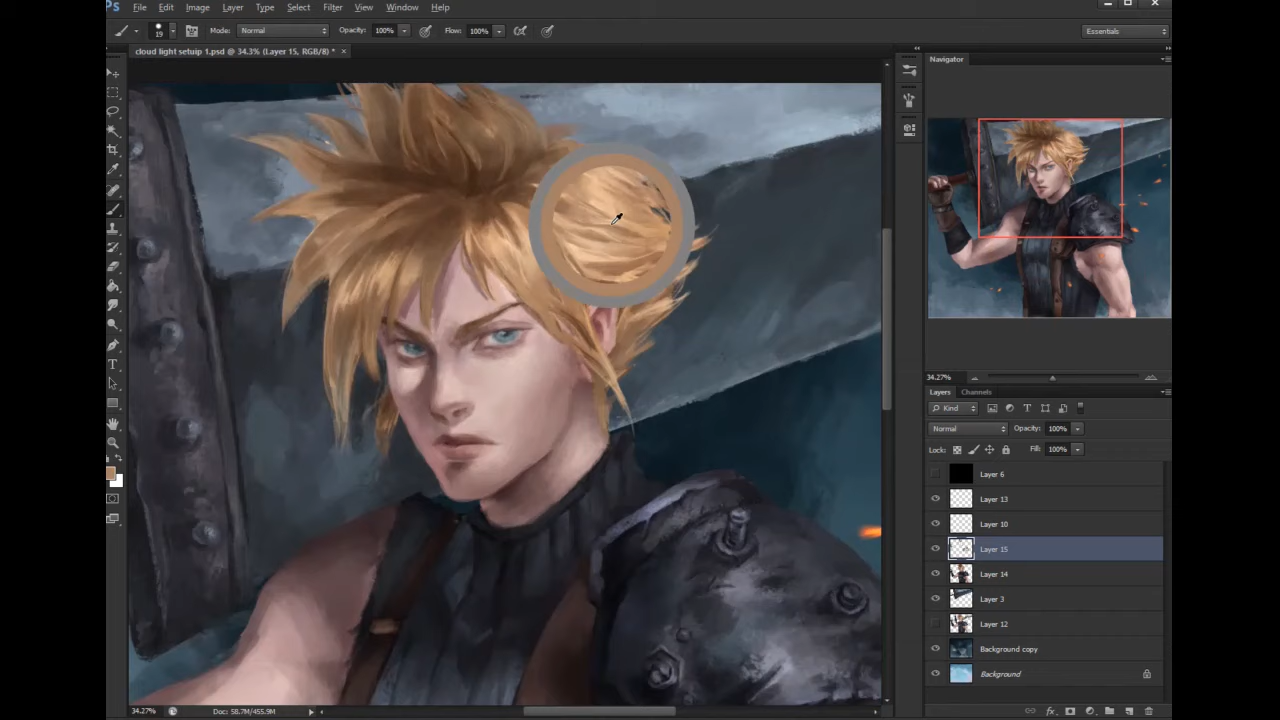 Ps File Edit Image Layer Type Select Filter View Window Help
19 Mode: Normal Opacity: 100% Flow: 100% Essentials
cloud light setuip 1.psd @ 34.3% (Layer 15, RGB/8) * ×
Navigator
34.27%
Layers Channels
Kind
Normal Opacity: 100%
Lock: Fill: 100%
Layer 6
Layer 13
Layer 10
Layer 15
Layer 14
Layer 3
Layer 12
Background copy
Background
34.27% Doc: 58.7M/455.9M